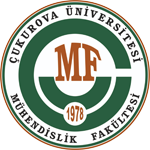 ÇUKUROVA ÜNİVERSİTESİ
MF
1978
MÜHENDİSLİK FAKÜLTESİ